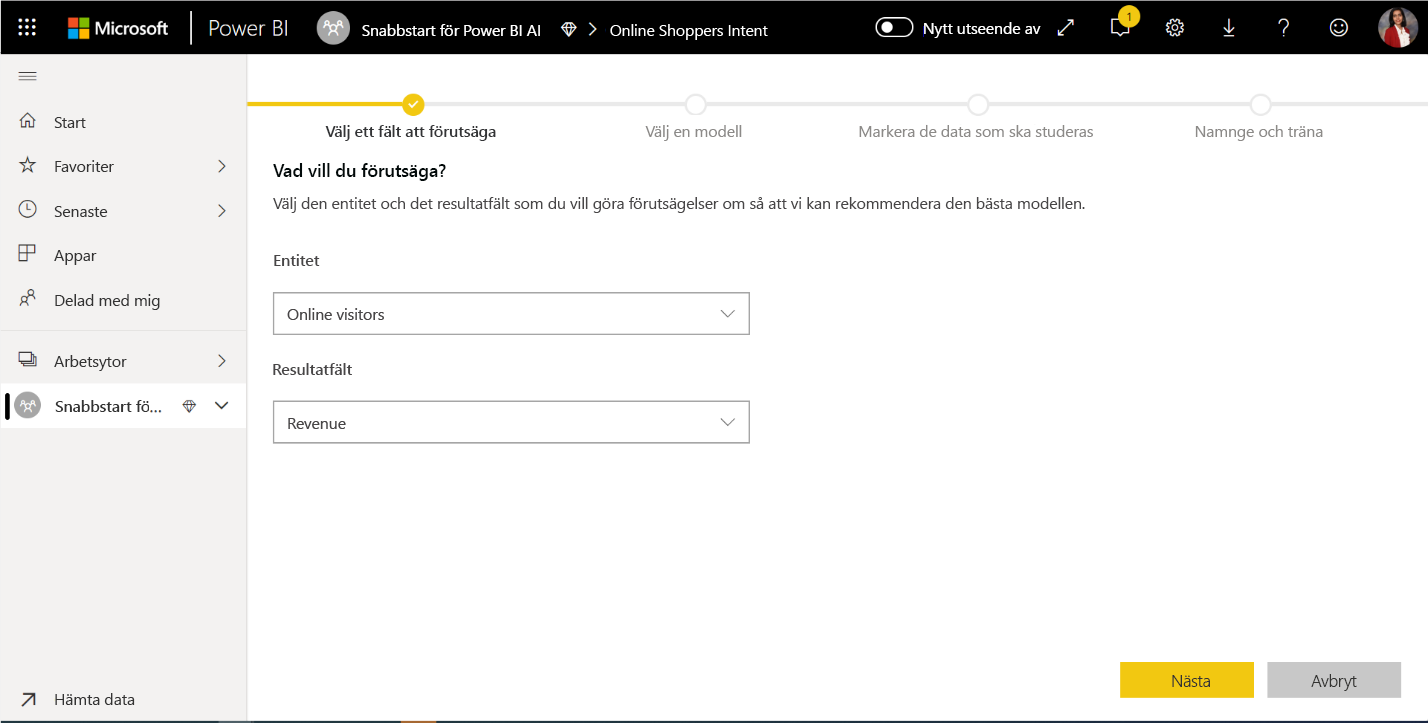 Microsoft Power BI Snabbstart för Power BI AI Online Shoppers Intent Nytt utseende av 1
Start
Favoriter
Senaste
Appar
Delad med mig
Arbetsytor
Snabbstart fö...
Hämta data
Välj ett fält att förutsäga Välj en modell Markera de data som ska studeras Namnge och träna
Vad vill du förutsäga?
Välj den entitet och det resultatfält som du vill göra förutsägelser om så att vi kan rekommendera den bästa modellen.
Entitet
Online visitors
Resultatfält
Revenue
Nästa Avbryt